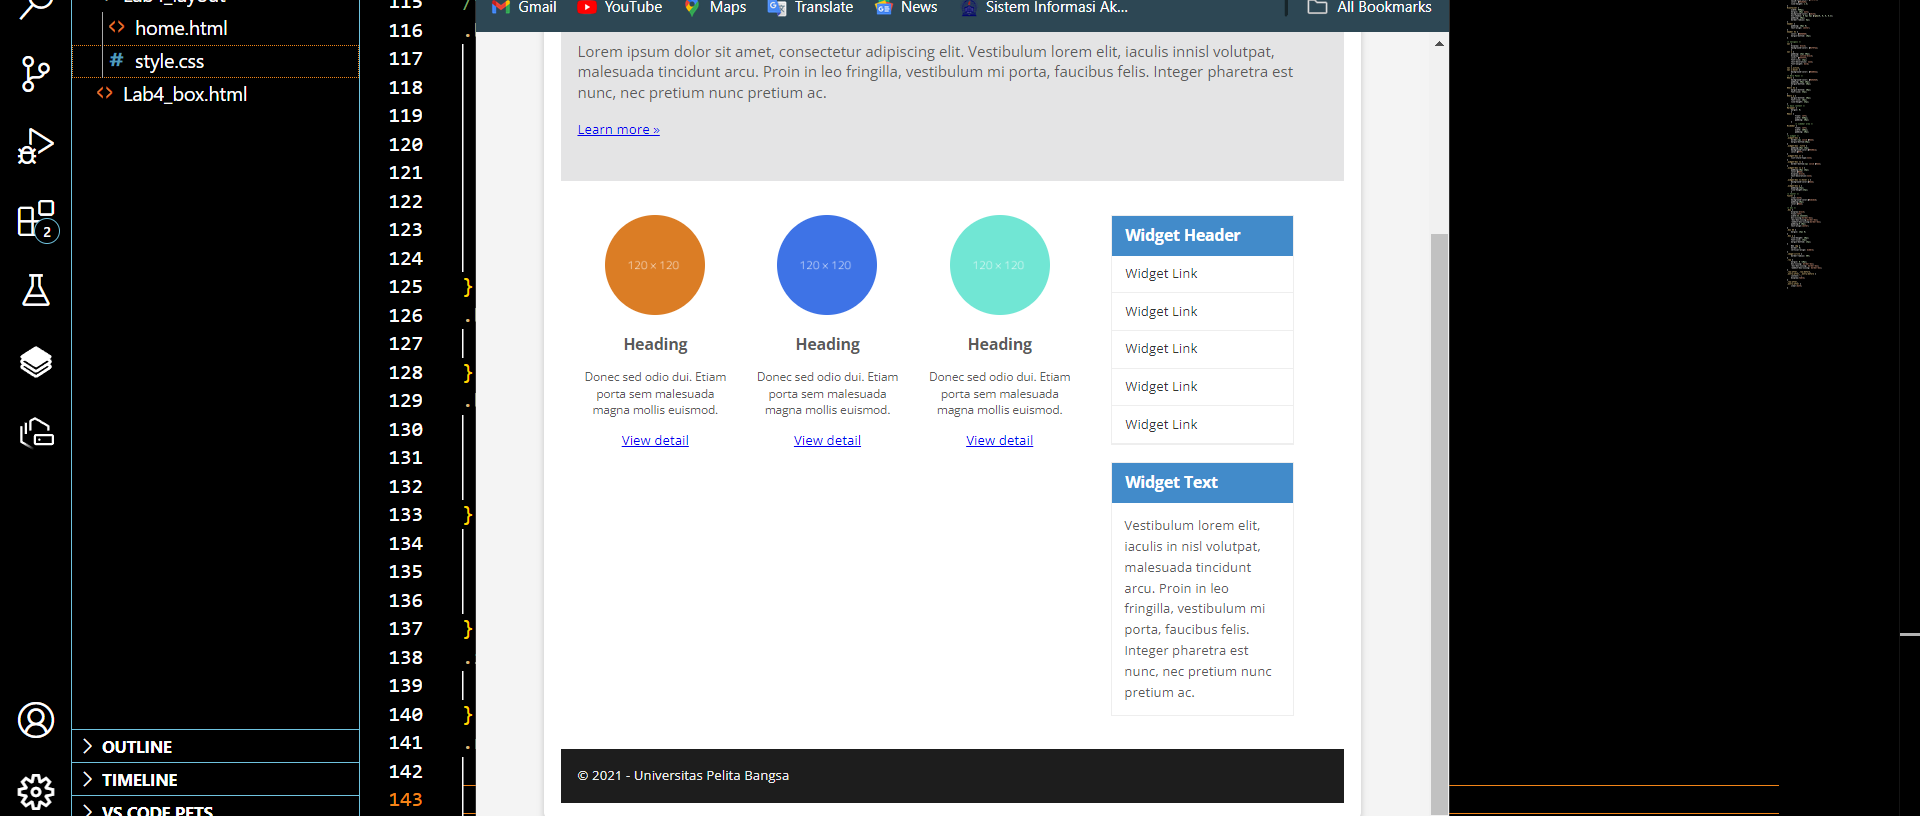 home.html
# style.css
Lab4_box.html
2
OUTLINE
TIMELINE
VS CODE PETS
115
116
117
118
119
120
121
122
123
124
125 }
126 .
127
128 }
129 .
130
131
132
133 }
134
135
136
137 }
138 .
139
140 }
141 .
142
143
Gmail YouTube Maps Translate News Sistem Informasi Ak... All Bookmarks
Lorem ipsum dolor sit amet, consectetur adipiscing elit. Vestibulum lorem elit, iaculis innisl volutpat,
malesuada tincidunt arcu. Proin in leo fringilla, vestibulum mi porta, faucibus felis. Integer pharetra est
nunc, nec pretium nunc pretium ac.
Learn more »
120 × 120
Heading
Donec sed odio dui. Etiam
porta sem malesuada
magna mollis euismod.
View detail
120 × 120
Heading
Donec sed odio dui. Etiam
porta sem malesuada
magna mollis euismod.
View detail
120 × 120
Heading
Donec sed odio dui. Etiam
porta sem malesuada
magna mollis euismod.
View detail
Widget Header
Widget Link
Widget Link
Widget Link
Widget Link
Widget Link
Widget Text
Vestibulum lorem elit,
iaculis in nisl volutpat,
malesuada tincidunt
arcu. Proin in leo
fringilla, vestibulum mi
porta, faucibus felis.
Integer pharetra est
nunc, nec pretium nunc
pretium ac.
© 2021 - Universitas Pelita Bangsa